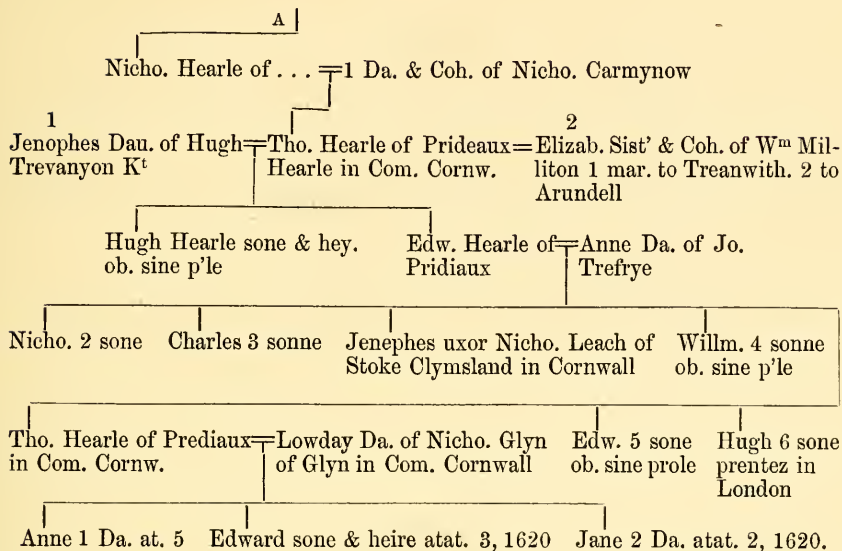 A
Nicho. Hearle of . . . = 1 Da. & Coh. of Nicho. Carmynow
1 2
Jenophes Dau. of Hugh = Tho. Hearle of Prideaux = Elizab. Sist' & Coh. of Wm Mil-
Trevanyon Kt Hearle in Com. Cornw. liton 1 mar. to Treanwith. 2 to
Arundell
Hugh Hearle sone & hey. Edw. Hearle of = Anne Da. of Jo.
ob. sine p'le Pridiaux Trefrye
Nicho. 2 sone Charles 3 sonne Jenephes uxor Nicho. Leach of Willm. 4 sonne
Stoke Clymsland in Cornwall ob. sine p'le
Tho. Hearle of Prediaux = Lowday Da. of Nicho. Glyn Edw. 5 sone Hugh 6 sone
in Com. Cornw. of Glyn in Com. Cornwall ob. sine prole prentez in
London
Anne 1 Da. at. 5 Edward sone & heire atat. 3, 1620 Jane 2 Da. atat. 2, 1620.